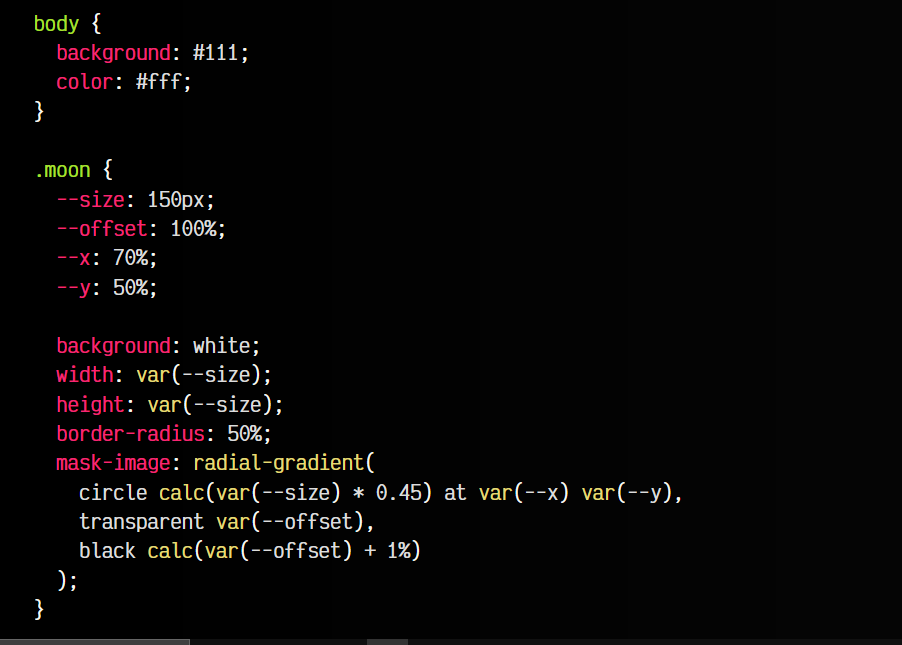 body {
  background: #111;
  color: #fff;
}

.moon {
  --size: 150px;
  --offset: 100%;
  --x: 70%;
  --y: 50%;

  background: white;
  width: var(--size);
  height: var(--size);
  border-radius: 50%;
  mask-image: radial-gradient(
    circle calc(var(--size) * 0.45) at var(--x) var(--y),
    transparent var(--offset),
    black calc(var(--offset) + 1%)
  );
}